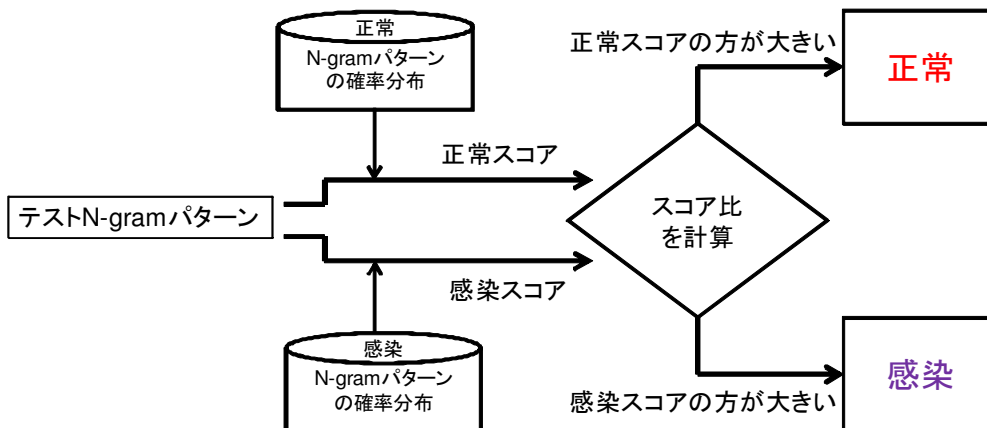 正常
N-gramパターン
の確率分布
正常スコアの方が大きい
正常
正常スコア
テストN-gramパターン
スコア比
を計算
感染スコア
感染
N-gramパターン
の確率分布
感染
感染スコアの方が大きい